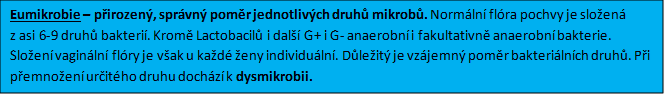 Eumikrobie – přirozený, správný poměr jednotlivých druhů mikrobů. Normální flóra pochvy je složená
z asi 6-9 druhů bakterií. Kromě Lactobacilů i další G+ i G- anaerobní i fakultativně anaerobní bakterie.
Složení vaginální flóry je však u každé ženy individuální. Důležitý je vzájemný poměr bakteriálních druhů. Při
přemnožení určitého druhu dochází k dysmikrobii.